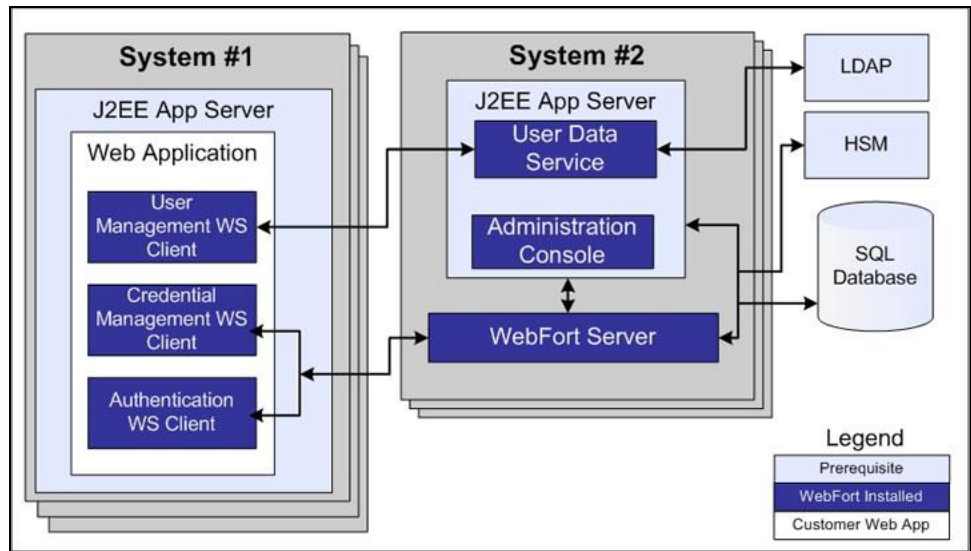 System #1
J2EE App Server
Web Application
User
Management WS
Client
Credential
Management WS
Client
Authentication
WS Client
System #2
J2EE App Server
User Data
Service
Administration
Console
WebFort Server
LDAP
HSM
SQL
Database
Legend
Prerequisite
WebFort Installed
Customer Web App